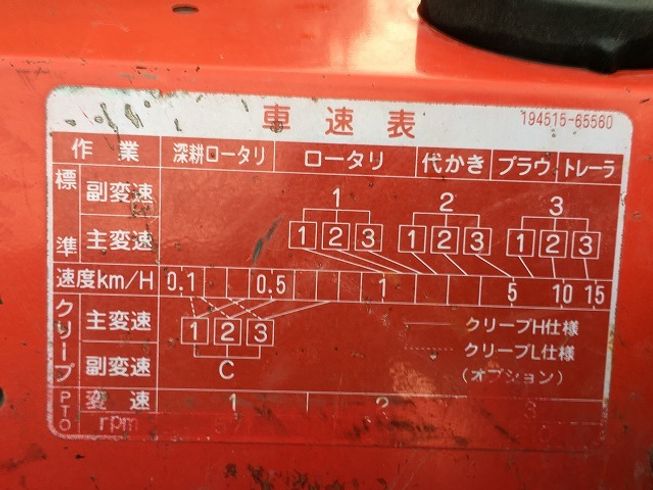 車速表 194515-65560
作業 深耕ロータリ ロータリ 代かき プラウ トレーラ
標準 副変速 1 2 3
主変速 1 2 3 1 2 3 1 2 3
速度km/H 0.1 0.5 1 5 10 15
クリープ 主変速 1 2 3 クリープH仕様
クリープL仕様
副変速 C (オプション)
PTO 変速 1 2 3
rpm